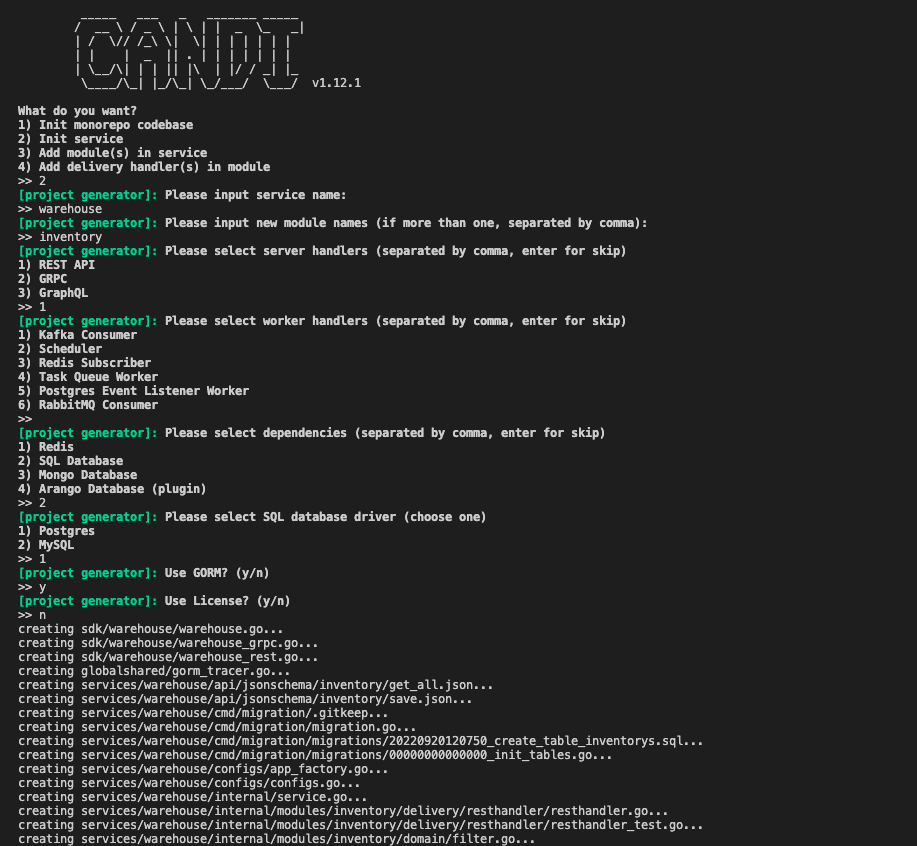 CANDI
v1.12.1
What do you want?
1) Init monorepo codebase
2) Init service
3) Add module(s) in service
4) Add delivery handler(s) in module
>> 2
[project generator]: Please input service name:
>> warehouse
[project generator]: Please input new module names (if more than one, separated by comma):
>> inventory
[project generator]: Please select server handlers (separated by comma, enter for skip)
1) REST API
2) GRPC
3) GraphQL
>> 1
[project generator]: Please select worker handlers (separated by comma, enter for skip)
1) Kafka Consumer
2) Scheduler
3) Redis Subscriber
4) Task Queue Worker
5) Postgres Event Listener Worker
6) RabbitMQ Consumer
>>
[project generator]: Please select dependencies (separated by comma, enter for skip)
1) Redis
2) SQL Database
3) Mongo Database
4) Arango Database (plugin)
>> 2
[project generator]: Please select SQL database driver (choose one)
1) Postgres
2) MySQL
>> 1
[project generator]: Use GORM? (y/n)
>> y
[project generator]: Use License? (y/n)
>> n
creating sdk/warehouse/warehouse.go...
creating sdk/warehouse/warehouse_grpc.go...
creating sdk/warehouse/warehouse_rest.go...
creating globalshared/gorm_tracer.go...
creating services/warehouse/api/jsonschema/inventory/get_all.json...
creating services/warehouse/api/jsonschema/inventory/save.json...
creating services/warehouse/cmd/migration/.gitkeep...
creating services/warehouse/cmd/migration/migration.go...
creating services/warehouse/cmd/migration/migrations/20220920120750_create_table_inventorys.sql...
creating services/warehouse/cmd/migration/migrations/00000000000000_init_tables.go...
creating services/warehouse/configs/app_factory.go...
creating services/warehouse/configs/configs.go...
creating services/warehouse/internal/service.go...
creating services/warehouse/internal/modules/inventory/delivery/resthandler/resthandler.go...
creating services/warehouse/internal/modules/inventory/delivery/resthandler/resthandler_test.go...
creating services/warehouse/internal/modules/inventory/domain/filter.go...